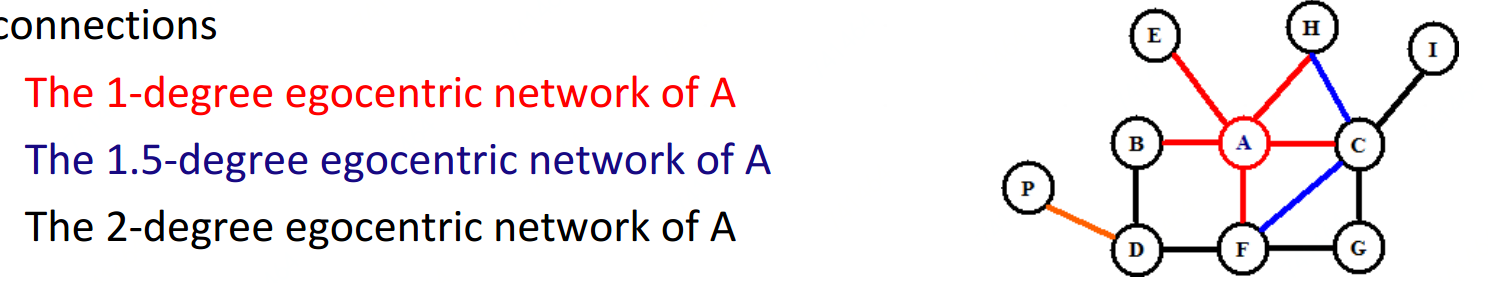 connections
The 1-degree egocentric network of A
The 1.5-degree egocentric network of A
The 2-degree egocentric network of A
E
H
I
B
A
C
P
D
F
G